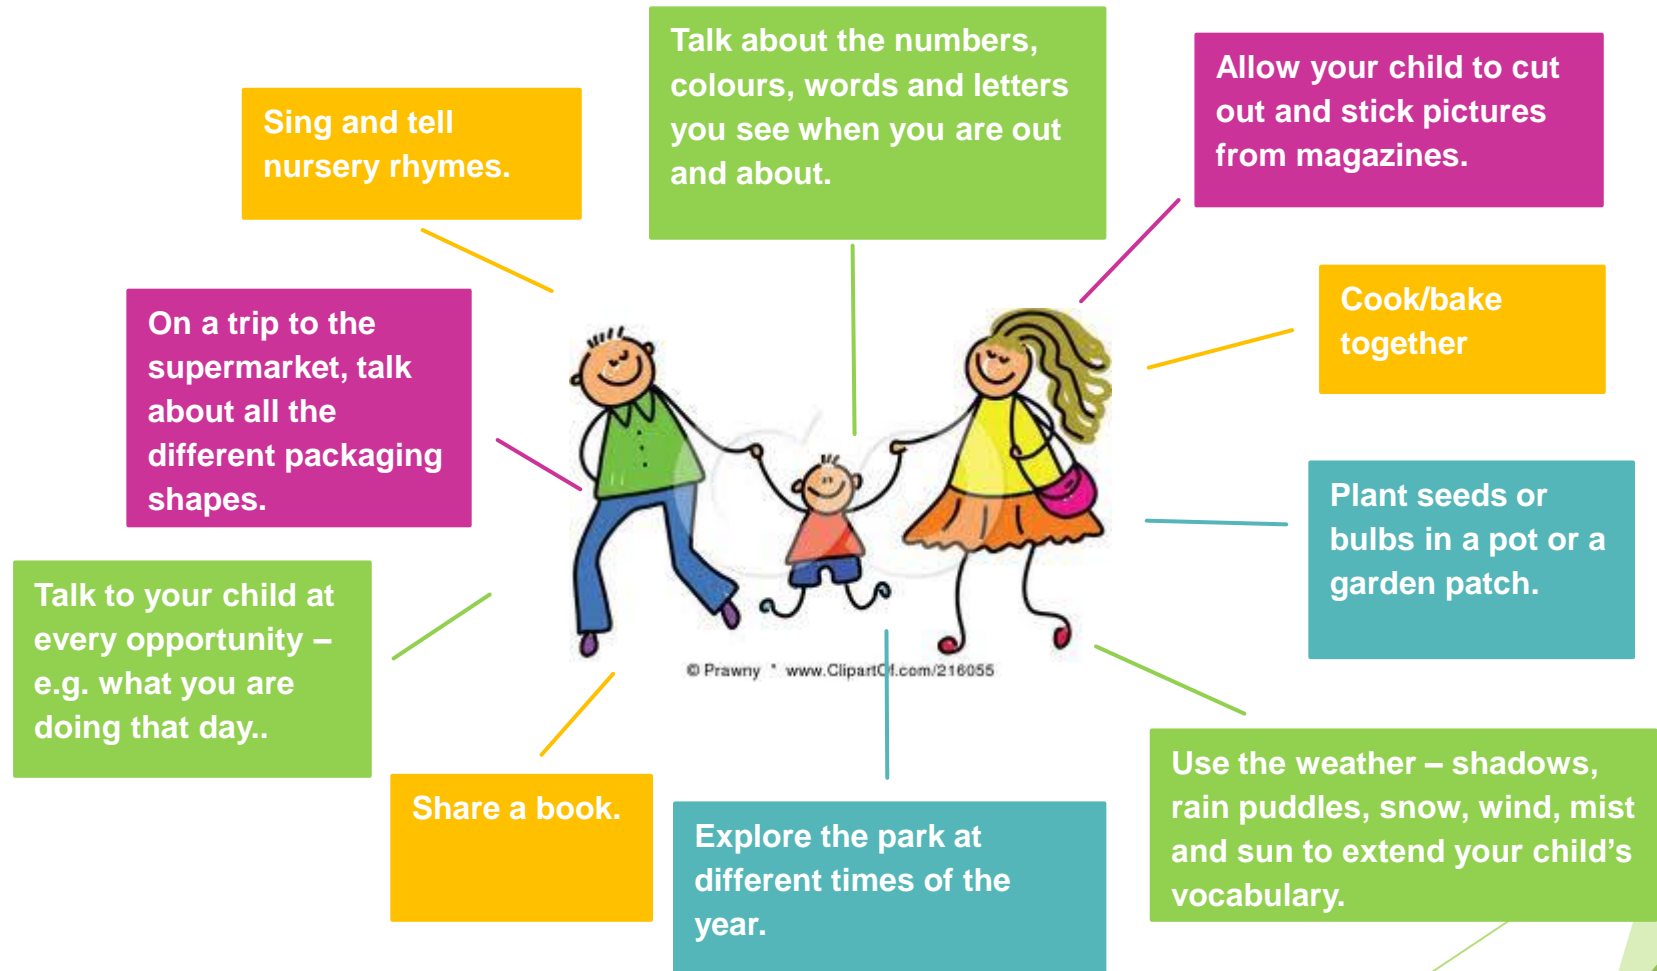 Talk about the numbers,
colours, words and letters
you see when you are out
and about.
Allow your child to cut
out and stick pictures
from magazines.
Sing and tell
nursery rhymes.
Cook/bake
together
On a trip to the
supermarket, talk
about all the
different packaging
shapes.
Plant seeds or
bulbs in a pot or a
garden patch.
Talk to your child at
every opportunity –
e.g. what you are
doing that day..
© Prawny * www.ClipartOf.com/216055
Use the weather – shadows,
rain puddles, snow, wind, mist
and sun to extend your child’s
vocabulary.
Share a book.
Explore the park at
different times of the
year.